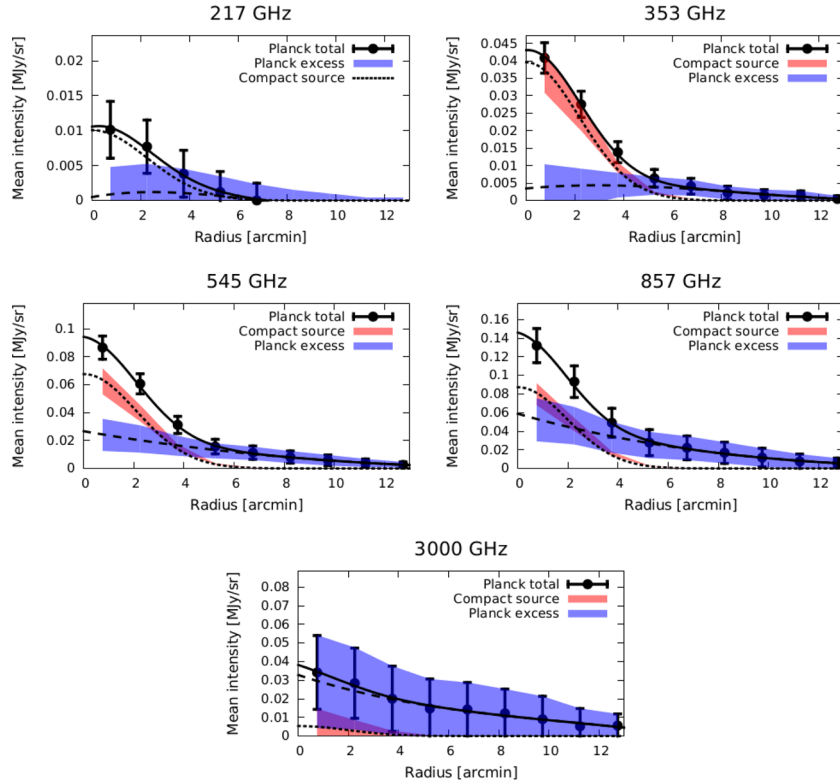 217 GHz
Mean intensity [MJy/sr]
0.02
0.015
0.01
0.005
0
Planck total
Planck excess
Compact source
0 2 4 6 8 10 12
Radius [arcmin]
353 GHz
Mean intensity [MJy/sr]
0.045
0.04
0.035
0.03
0.025
0.02
0.015
0.01
0.005
0
Planck total
Compact source
Planck excess
0 2 4 6 8 10 12
Radius [arcmin]
545 GHz
Mean intensity [MJy/sr]
0.1
0.08
0.06
0.04
0.02
0
Planck total
Compact source
Planck excess
0 2 4 6 8 10 12
Radius [arcmin]
857 GHz
Mean intensity [MJy/sr]
0.16
0.14
0.12
0.1
0.08
0.06
0.04
0.02
0
Planck total
Compact source
Planck excess
0 2 4 6 8 10 12
Radius [arcmin]
3000 GHz
Mean intensity [MJy/sr]
0.08
0.07
0.06
0.05
0.04
0.03
0.02
0.01
0
Planck total
Compact source
Planck excess
0 2 4 6 8 10 12
Radius [arcmin]